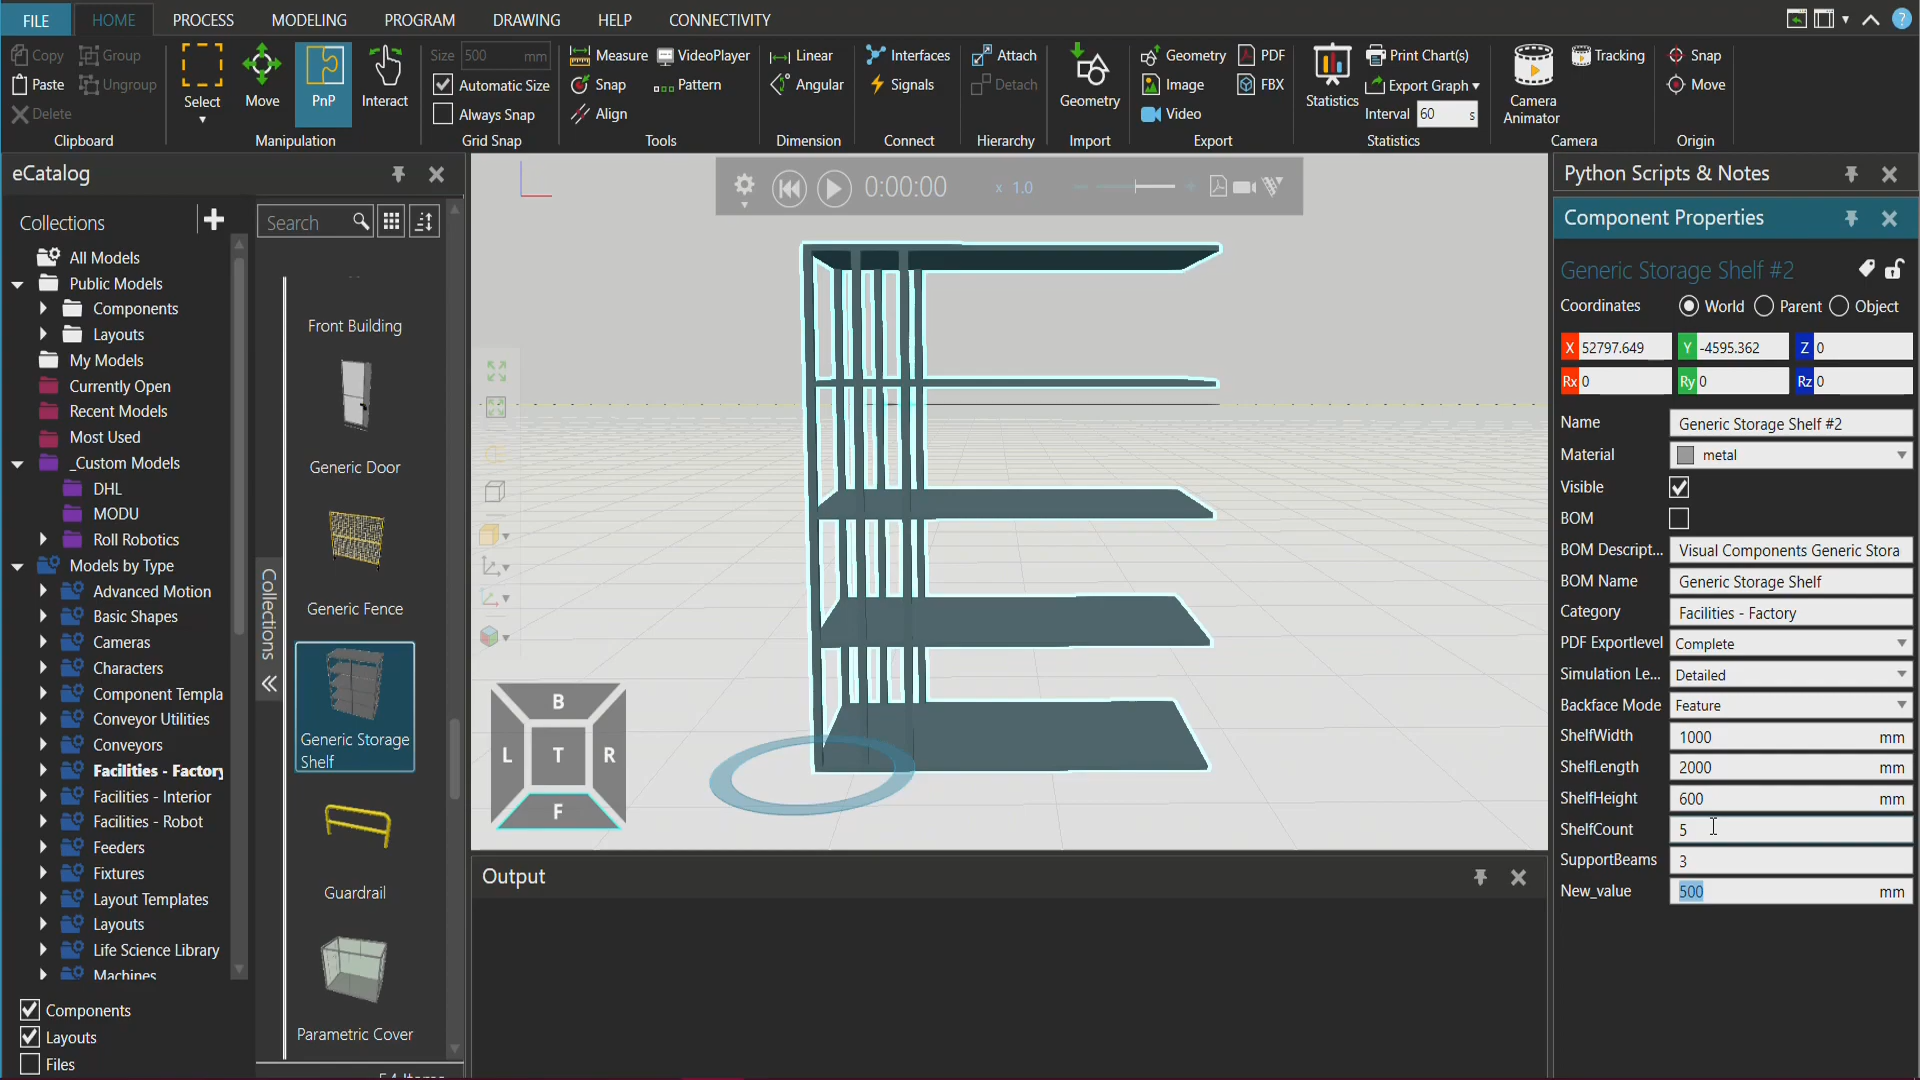 FILE
HOME
PROCESS
MODELING
PROGRAM
DRAWING
HELP
CONNECTIVITY
?
Copy
Group
Paste
Ungroup
Delete
Clipboard
Select
Move
PnP
Interact
Manipulation
Size 500 mm
Automatic Size
Always Snap
Grid Snap
Measure
VideoPlayer
Snap
Pattern
Align
Tools
Linear
Angular
Dimension
Interfaces
Signals
Connect
Attach
Detach
Hierarchy
Geometry
Import
Geometry
PDF
Image
FBX
Video
Export
Statistics
Print Chart(s)
Export Graph
Interval 60 s
Statistics
Camera
Animator
Tracking
Camera
Snap
Move
Origin
eCatalog
Collections
All Models
Public Models
Components
Layouts
My Models
Currently Open
Recent Models
Most Used
_Custom Models
DHL
MODU
Roll Robotics
Models by Type
Advanced Motion
Basic Shapes
Cameras
Characters
Component Templa
Conveyor Utilities
Conveyors
Facilities - Factory
Facilities - Interior
Facilities - Robot
Feeders
Fixtures
Layout Templates
Layouts
Life Science Library
Machines
Components
Layouts
Files
Collections
Search
Front Building
Generic Door
Generic Fence
Generic Storage
Shelf
Guardrail
Parametric Cover
0:00:00
x 1.0
B
L T R
F
Output
Python Scripts & Notes
Component Properties
Generic Storage Shelf #2
Coordinates World Parent Object
X 52797.649 Y -4595.362 Z 0
Rx 0 Ry 0 Rz 0
Name Generic Storage Shelf #2
Material metal
Visible
BOM
BOM Descript... Visual Components Generic Stora
BOM Name Generic Storage Shelf
Category Facilities - Factory
PDF Exportlevel Complete
Simulation Le... Detailed
Backface Mode Feature
ShelfWidth 1000 mm
ShelfLength 2000 mm
ShelfHeight 600 mm
ShelfCount 5
SupportBeams 3
New_value 500 mm